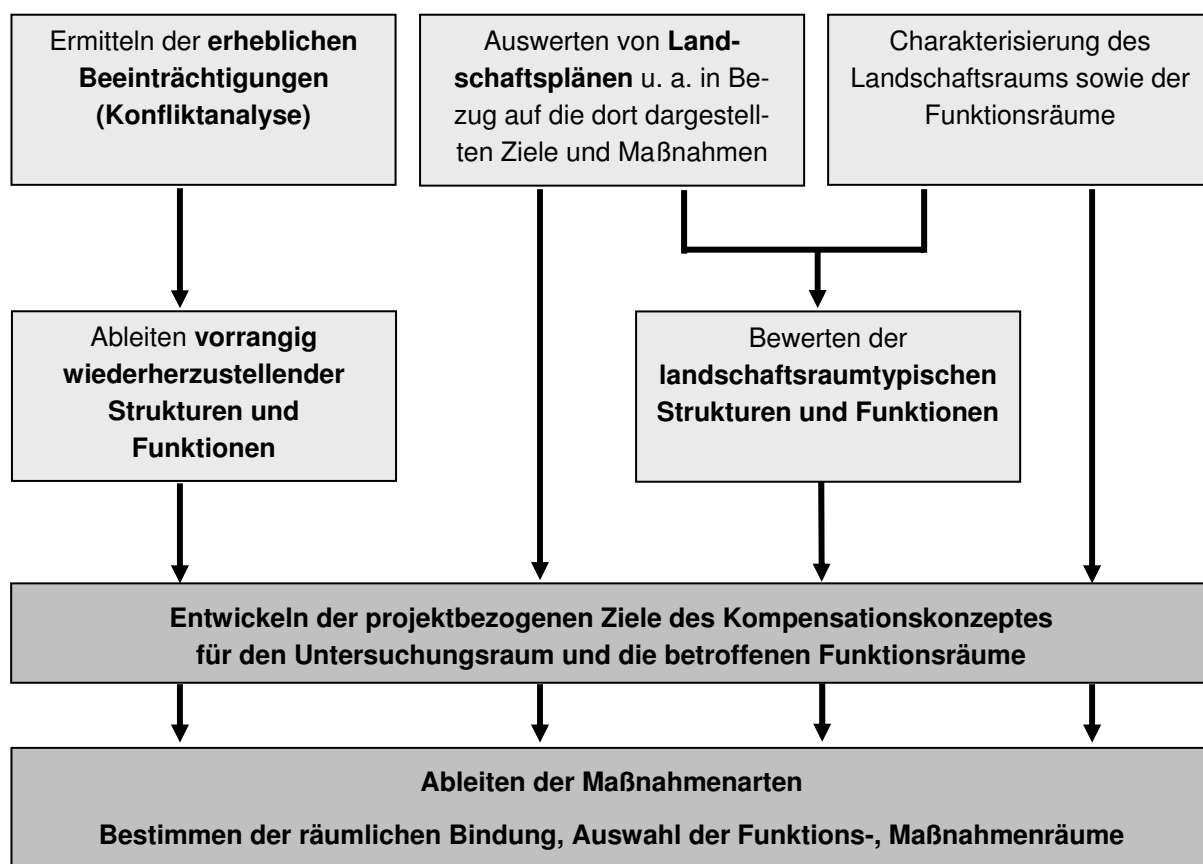 Ermitteln der erheblichen
Beeinträchtigungen
(Konfliktanalyse)
Auswerten von Land-
schaftsplänen u. a. in Be-
zug auf die dort dargestell-
ten Ziele und Maßnahmen
Charakterisierung des
Landschaftsraums sowie der
Funktionsräume
Ableiten vorrangig
wiederherzustellender
Strukturen und
Funktionen
Bewerten der
landschaftsraumtypischen
Strukturen und Funktionen
Entwickeln der projektbezogenen Ziele des Kompensationskonzeptes
für den Untersuchungsraum und die betroffenen Funktionsräume
Ableiten der Maßnahmenarten
Bestimmen der räumlichen Bindung, Auswahl der Funktions-, Maßnahmenräume